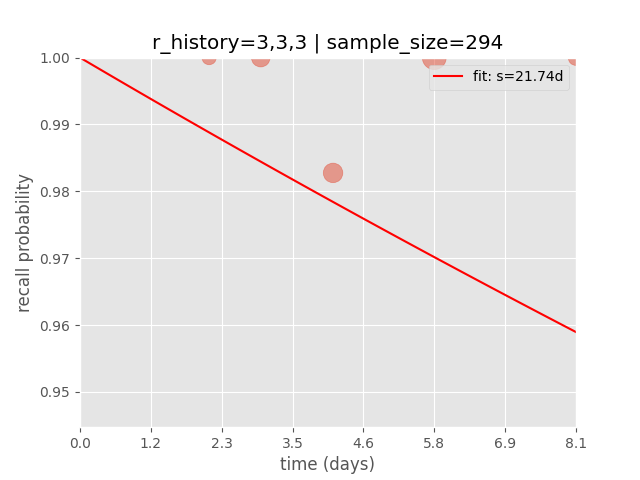 r_history=3,3,3 | sample_size=294
fit: s=21.74d
recall probability
1.00
0.99
0.98
0.97
0.96
0.95
0.0 1.2 2.3 3.5 4.6 5.8 6.9 8.1
time (days)